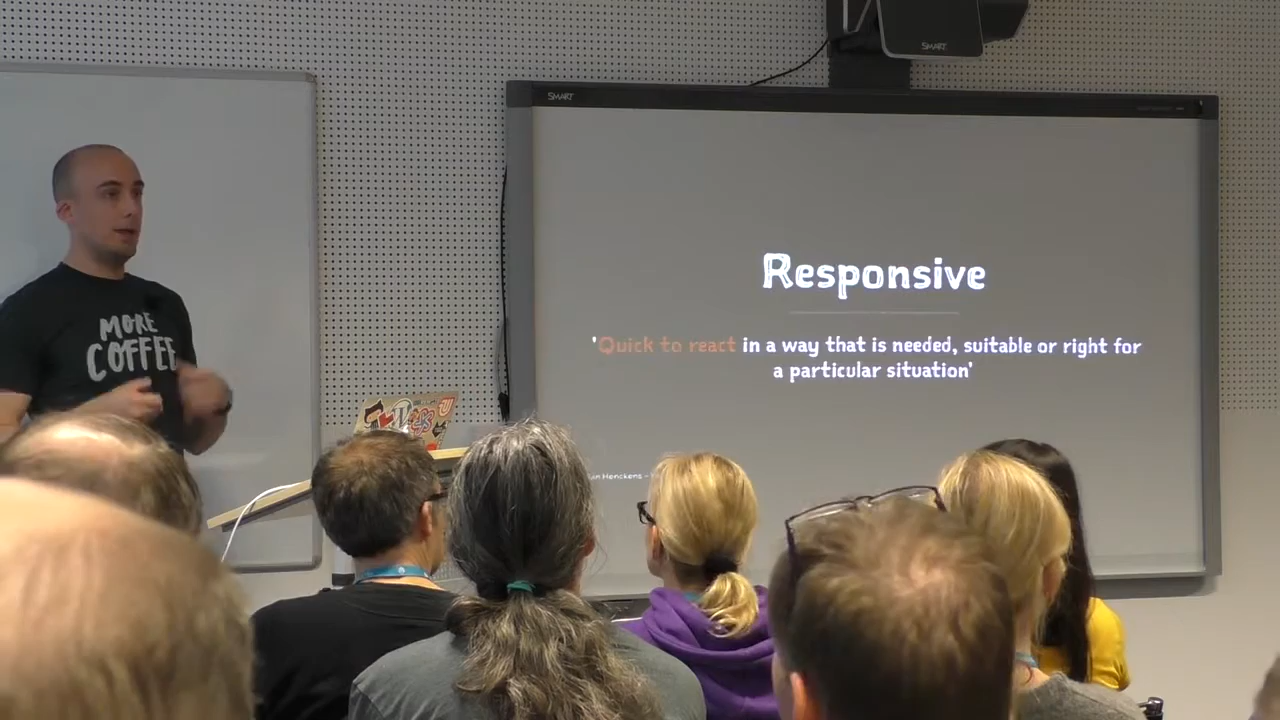 SMART
SMART
MORE
COFFEE
Responsive
'Quick to react in a way that is needed, suitable or right for
a particular situation'
Henckens -